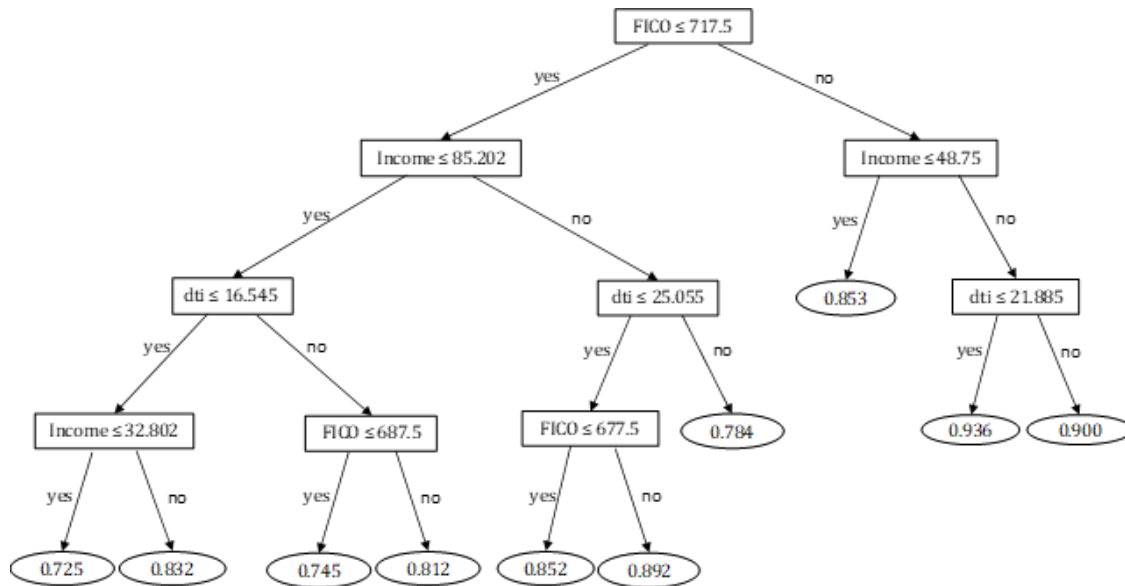 FICO ≤ 717.5
yes
no
Income ≤ 85.202
Income ≤ 48.75
yes
no
yes
no
dti ≤ 16.545
dti ≤ 25.055
0.853
dti ≤ 21.885
yes
no
yes
no
yes
no
Income ≤ 32.802
FICO ≤ 687.5
FICO ≤ 677.5
0.784
0.936
0.900
yes
no
yes
no
yes
no
0.725
0.832
0.745
0.812
0.852
0.892